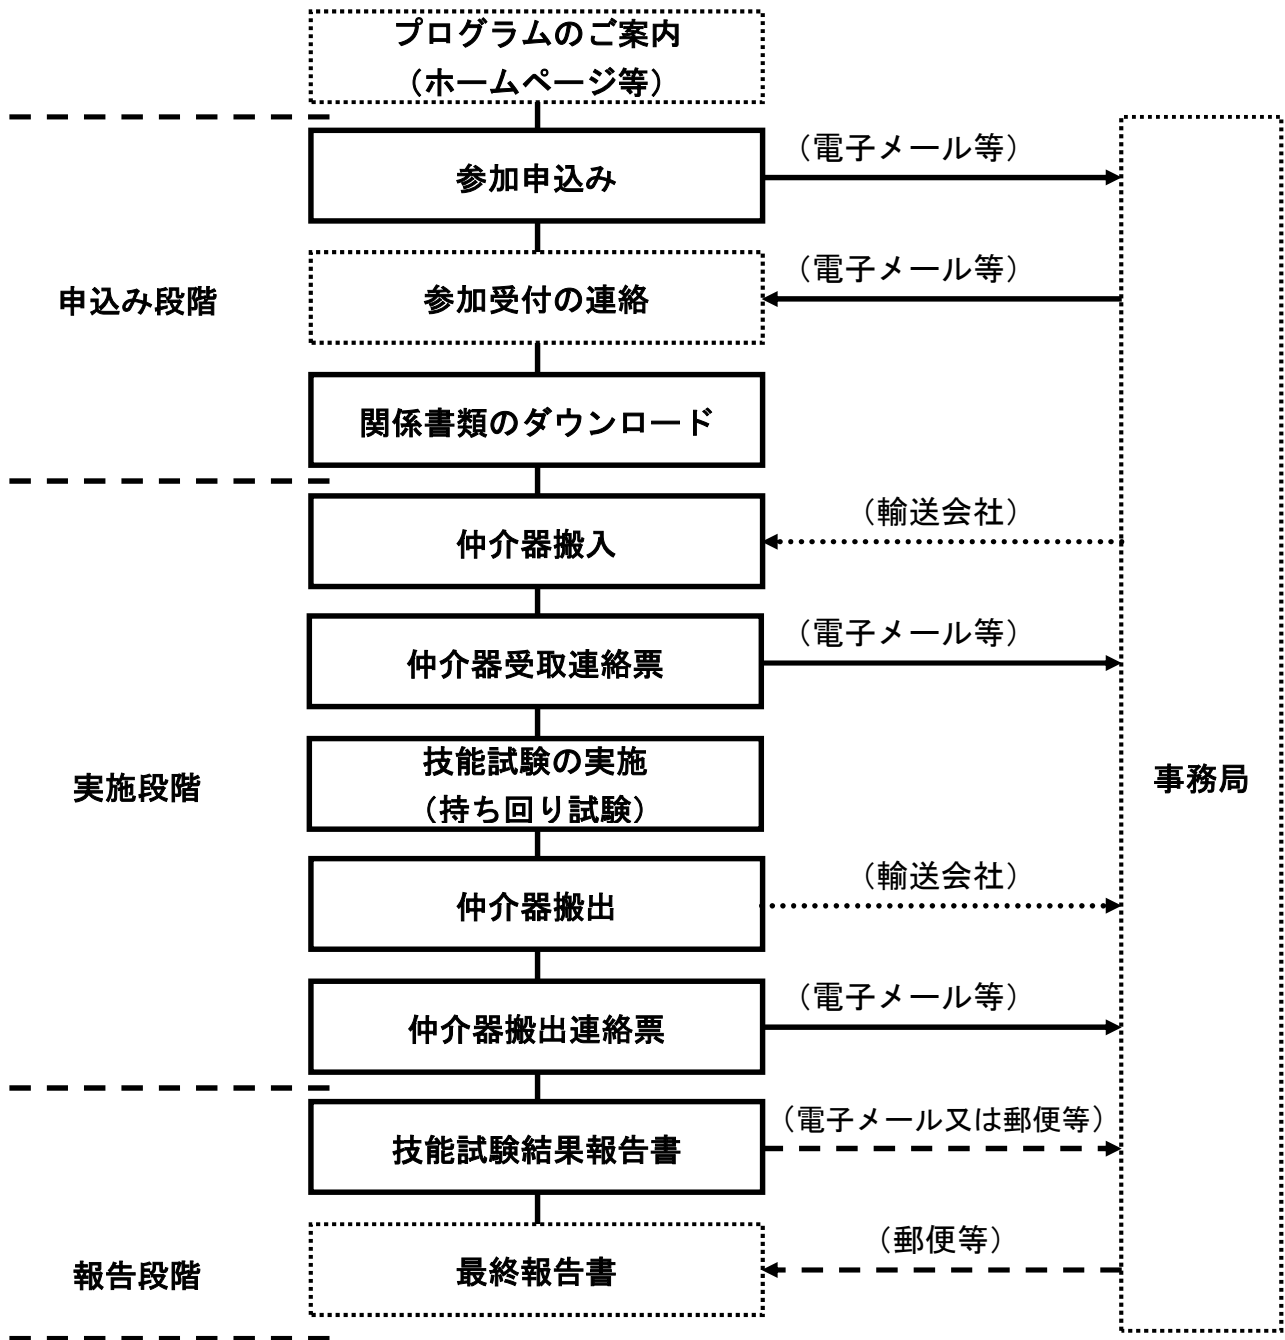 プログラムのご案内
（ホームページ等）
参加申込み
（電子メール等）
申込み段階
参加受付の連絡
（電子メール等）
関係書類のダウンロード
仲介器搬入
（輸送会社）
仲介器受取連絡票
（電子メール等）
実施段階
技能試験の実施
（持ち回り試験）
事務局
仲介器搬出
（輸送会社）
仲介器搬出連絡票
（電子メール等）
技能試験結果報告書
（電子メール又は郵便等）
報告段階
最終報告書
（郵便等）